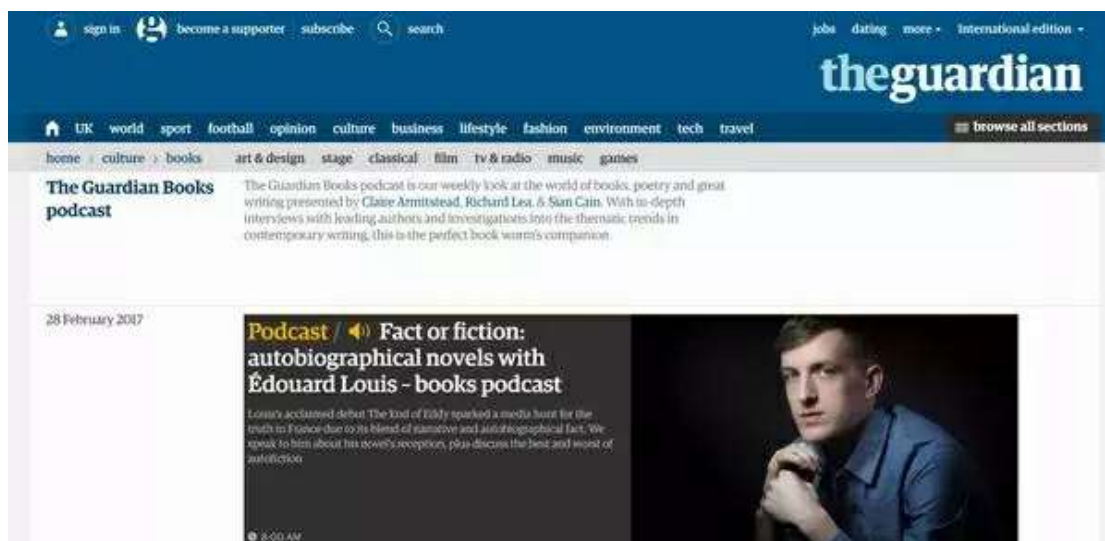 sign in become a supporter subscribe search jobs dating more International edition
theguardian
UK world sport football opinion culture business lifestyle fashion environment tech travel browse all sections
home culture books art & design stage classical film tv & radio music games
The Guardian Books
podcast
The Guardian Books podcast is our weekly look at the world of books, poetry and great
writing presented by Claire Armitstead, Richard Lea, & Sian Cain. With in-depth
interviews with leading authors and investigations into the thematic trends in
contemporary writing, this is the perfect book worm's companion
28 February 2017
Podcast / Fact or fiction:
autobiographical novels with
Édouard Louis – books podcast
Louis's acclaimed debut The End of Eddy sparked a media hunt for the
truth in France due to its blend of narrative and autobiographical fact. We
speak to him about his novel's reception, plus discuss the best and worst of
autofiction
8:00 AM